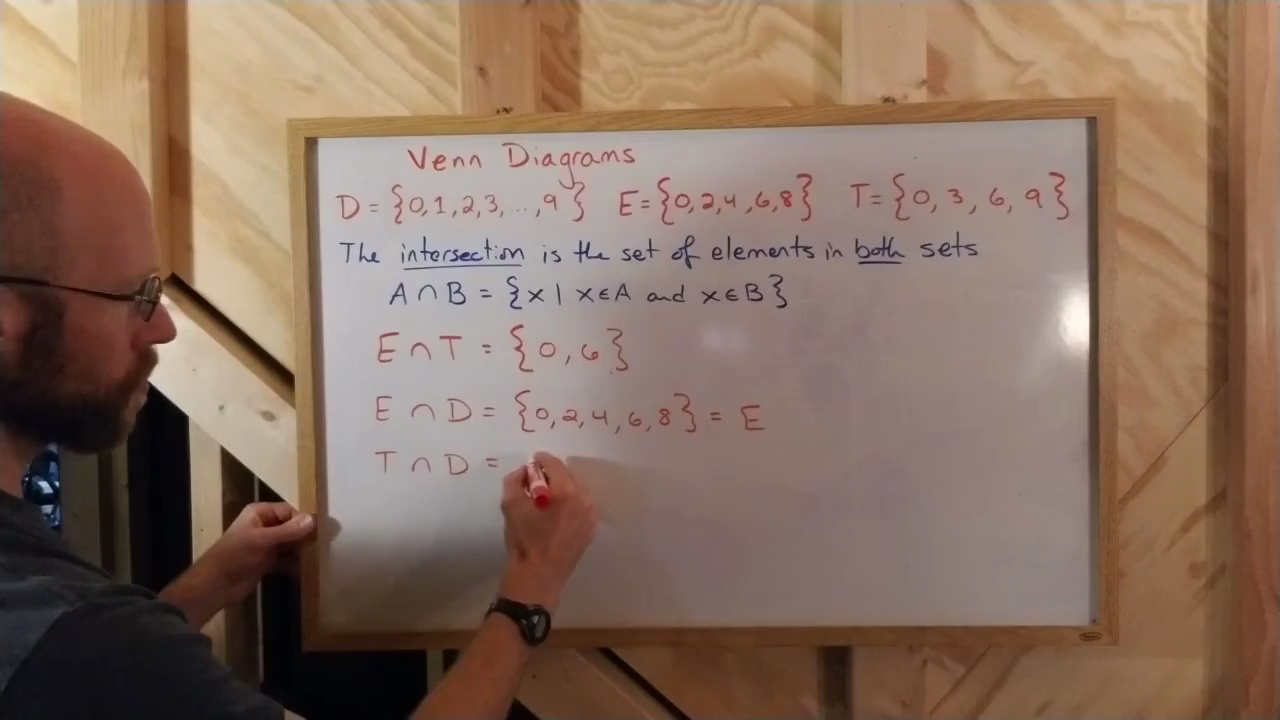 Venn Diagrams
D = {0,1,2,3,...,9} E = {0,2,4,6,8} T = {0, 3, 6, 9}
The intersection is the set of elements in both sets
A ∩ B = {x | x ∈ A and x ∈ B}
E ∩ T = {0, 6}
E ∩ D = {0,2,4,6,8} = E
T ∩ D =